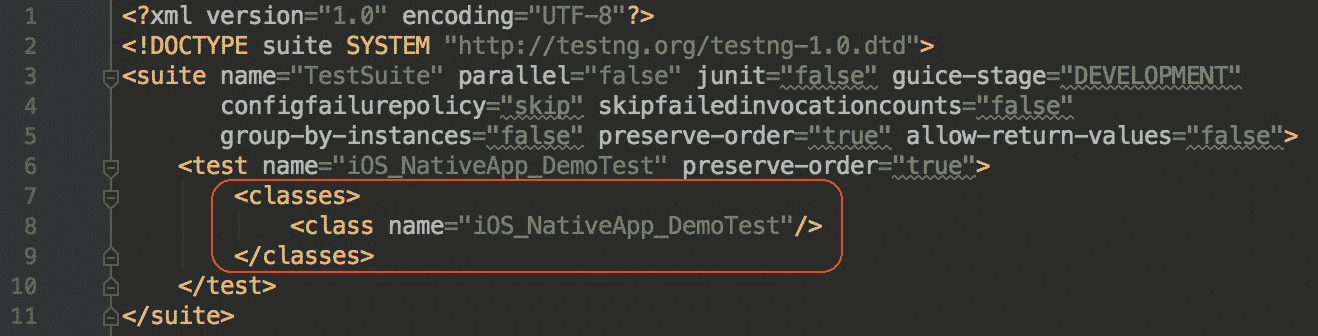 1 <?xml version="1.0" encoding="UTF-8"?>
2 <!DOCTYPE suite SYSTEM "http://testng.org/testng-1.0.dtd">
3 <suite name="TestSuite" parallel="false" junit="false" guice-stage="DEVELOPMENT"
4 configfailurepolicy="skip" skipfailedinvocationcounts="false"
5 group-by-instances="false" preserve-order="true" allow-return-values="false">
6 <test name="iOS_NativeApp_DemoTest" preserve-order="true">
7 <classes>
8 <class name="iOS_NativeApp_DemoTest"/>
9 </classes>
10 </test>
11 </suite>